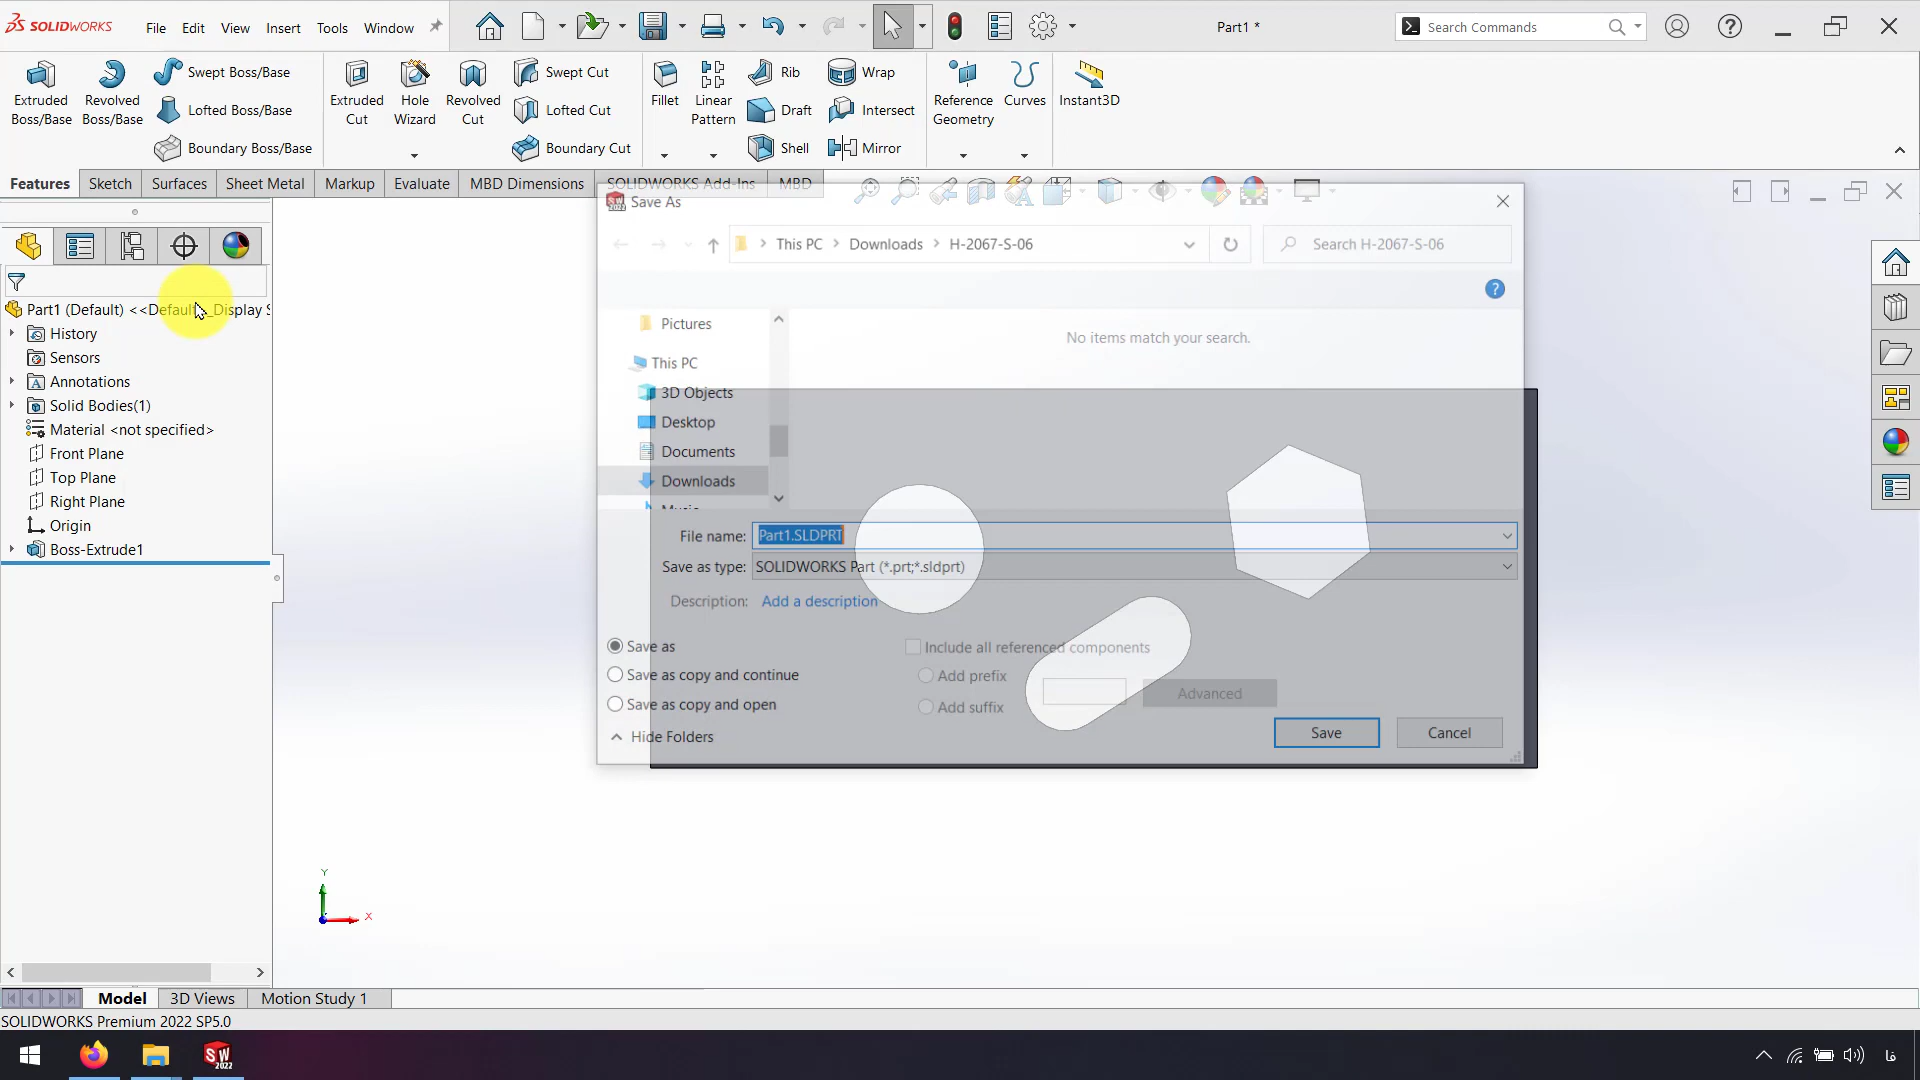 SOLIDWORKS
File Edit View Insert Tools Window
Part1 *
Search Commands
Extruded Boss/Base
Revolved Boss/Base
Swept Boss/Base
Lofted Boss/Base
Boundary Boss/Base
Extruded Cut
Hole Wizard
Revolved Cut
Swept Cut
Lofted Cut
Boundary Cut
Fillet
Linear Pattern
Rib
Draft
Shell
Wrap
Intersect
Mirror
Reference Geometry
Curves
Instant3D
Features Sketch Surfaces Sheet Metal Markup Evaluate MBD Dimensions SOLIDWORKS Add-Ins MBD
Part1 (Default) <<Default>_Display S
History
Sensors
Annotations
Solid Bodies(1)
Material <not specified>
Front Plane
Top Plane
Right Plane
Origin
Boss-Extrude1
Save As
This PC Downloads H-2067-S-06
Search H-2067-S-06
Pictures
This PC
3D Objects
Desktop
Documents
Downloads
Music
No items match your search.
File name: Part1.SLDPRT
Save as type: SOLIDWORKS Part (*.prt;*.sldprt)
Description: Add a description
Save as
Save as copy and continue
Save as copy and open
Include all referenced components
Add prefix
Add suffix
Advanced
Hide Folders
Save
Cancel
Y
X
Model 3D Views Motion Study 1
SOLIDWORKS Premium 2022 SP5.0
SW 2022
فا